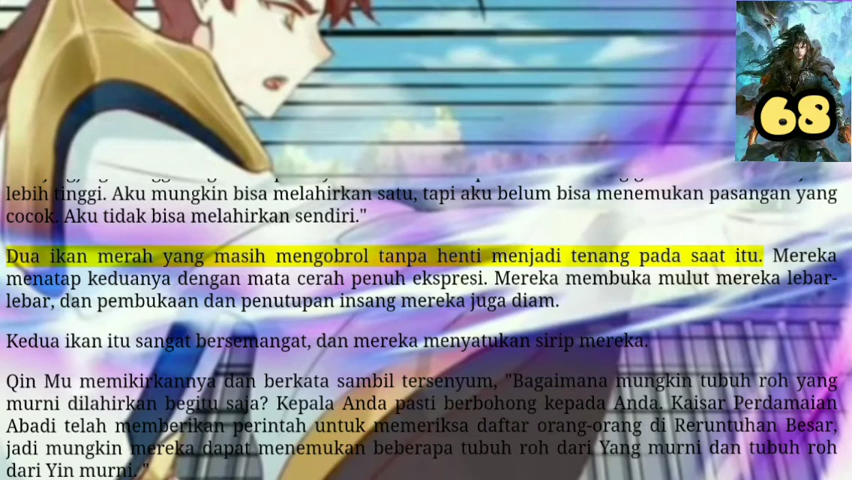 68
lebih tinggi. Aku mungkin bisa melahirkan satu, tapi aku belum bisa menemukan pasangan yang
cocok. Aku tidak bisa melahirkan sendiri."
Dua ikan merah yang masih mengobrol tanpa henti menjadi tenang pada saat itu. Mereka
menatap keduanya dengan mata cerah penuh ekspresi. Mereka membuka mulut mereka lebar-
lebar, dan pembukaan dan penutupan insang mereka juga diam.
Kedua ikan itu sangat bersemangat, dan mereka menyatukan sirip mereka.
Qin Mu memikirkannya dan berkata sambil tersenyum, "Bagaimana mungkin tubuh roh yang
murni dilahirkan begitu saja? Kepala Anda pasti berbohong kepada Anda. Kaisar Perdamaian
Abadi telah memberikan perintah untuk memeriksa daftar orang-orang di Reruntuhan Besar,
jadi mungkin mereka dapat menemukan beberapa tubuh roh dari Yang murni dan tubuh roh
dari Yin murni. "